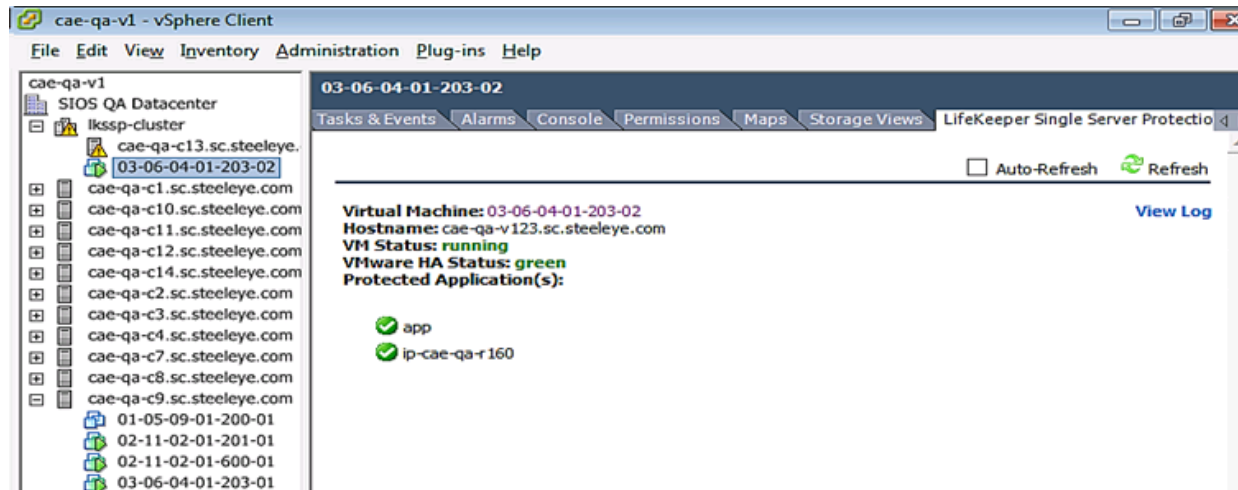 cae-qa-v1 - vSphere Client
File Edit View Inventory Administration Plug-ins Help
cae-qa-v1
SIOS QA Datacenter
lkssp-cluster
cae-qa-c13.sc.steeleye.
03-06-04-01-203-02
cae-qa-c1.sc.steeleye.com
cae-qa-c10.sc.steeleye.com
cae-qa-c11.sc.steeleye.com
cae-qa-c12.sc.steeleye.com
cae-qa-c14.sc.steeleye.com
cae-qa-c2.sc.steeleye.com
cae-qa-c3.sc.steeleye.com
cae-qa-c4.sc.steeleye.com
cae-qa-c7.sc.steeleye.com
cae-qa-c8.sc.steeleye.com
cae-qa-c9.sc.steeleye.com
01-05-09-01-200-01
02-11-02-01-201-01
02-11-02-01-600-01
03-06-04-01-203-01
03-06-04-01-203-02
Tasks & Events Alarms Console Permissions Maps Storage Views LifeKeeper Single Server Protectio
Auto-Refresh Refresh
Virtual Machine: 03-06-04-01-203-02 View Log
Hostname: cae-qa-v123.sc.steeleye.com
VM Status: running
VMware HA Status: green
Protected Application(s):
app
ip-cae-qa-r160